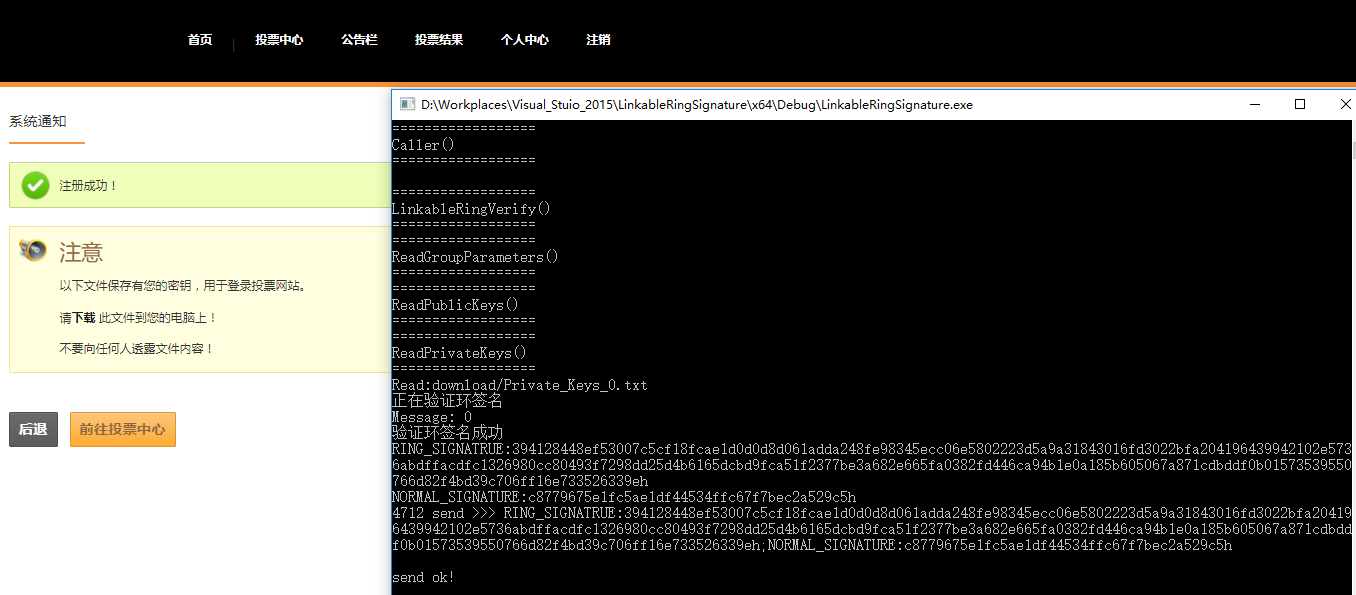 首页 | 投票中心 公告栏 投票结果 个人中心 注销
系统通知
注册成功！
注意
以下文件保存有您的密钥，用于登录投票网站。
请下载 此文件到您的电脑上！
不要向任何人透露文件内容！
后退 前往投票中心
D:\Workplaces\Visual_Stuio_2015\LinkableRingSignature\x64\Debug\LinkableRingSignature.exe
==================
Caller()
==================
==================
LinkableRingVerify()
==================
==================
ReadGroupParameters()
==================
==================
ReadPublicKeys()
==================
==================
ReadPrivateKeys()
==================
Read:download/Private_Keys_0.txt
正在验证环签名
Message: 0
验证环签名成功
RING_SIGNATRUE:394128448ef53007c5cf18fcae1d0d0d8d061adda248fe98345ecc06e5802223d5a9a31843016fd3022bfa204196439942102e573
6abdffacdfc1326980cc80493f7298dd25d4b6165dcbd9fca51f2377be3a682e665fa0382fd446ca94b1e0a185b605067a871cdbddf0b01573539550
766d82f4bd39c706ff16e733526339eh
NORMAL_SIGNATURE:c8779675e1fc5ae1df44534ffc67f7bec2a529c5h
4712 send >>> RING_SIGNATRUE:394128448ef53007c5cf18fcae1d0d0d8d061adda248fe98345ecc06e5802223d5a9a31843016fd3022bfa20419
6439942102e5736abdffacdfc1326980cc80493f7298dd25d4b6165dcbd9fca51f2377be3a682e665fa0382fd446ca94b1e0a185b605067a871cdbdd
f0b01573539550766d82f4bd39c706ff16e733526339eh;NORMAL_SIGNATURE:c8779675e1fc5ae1df44534ffc67f7bec2a529c5h
send ok!